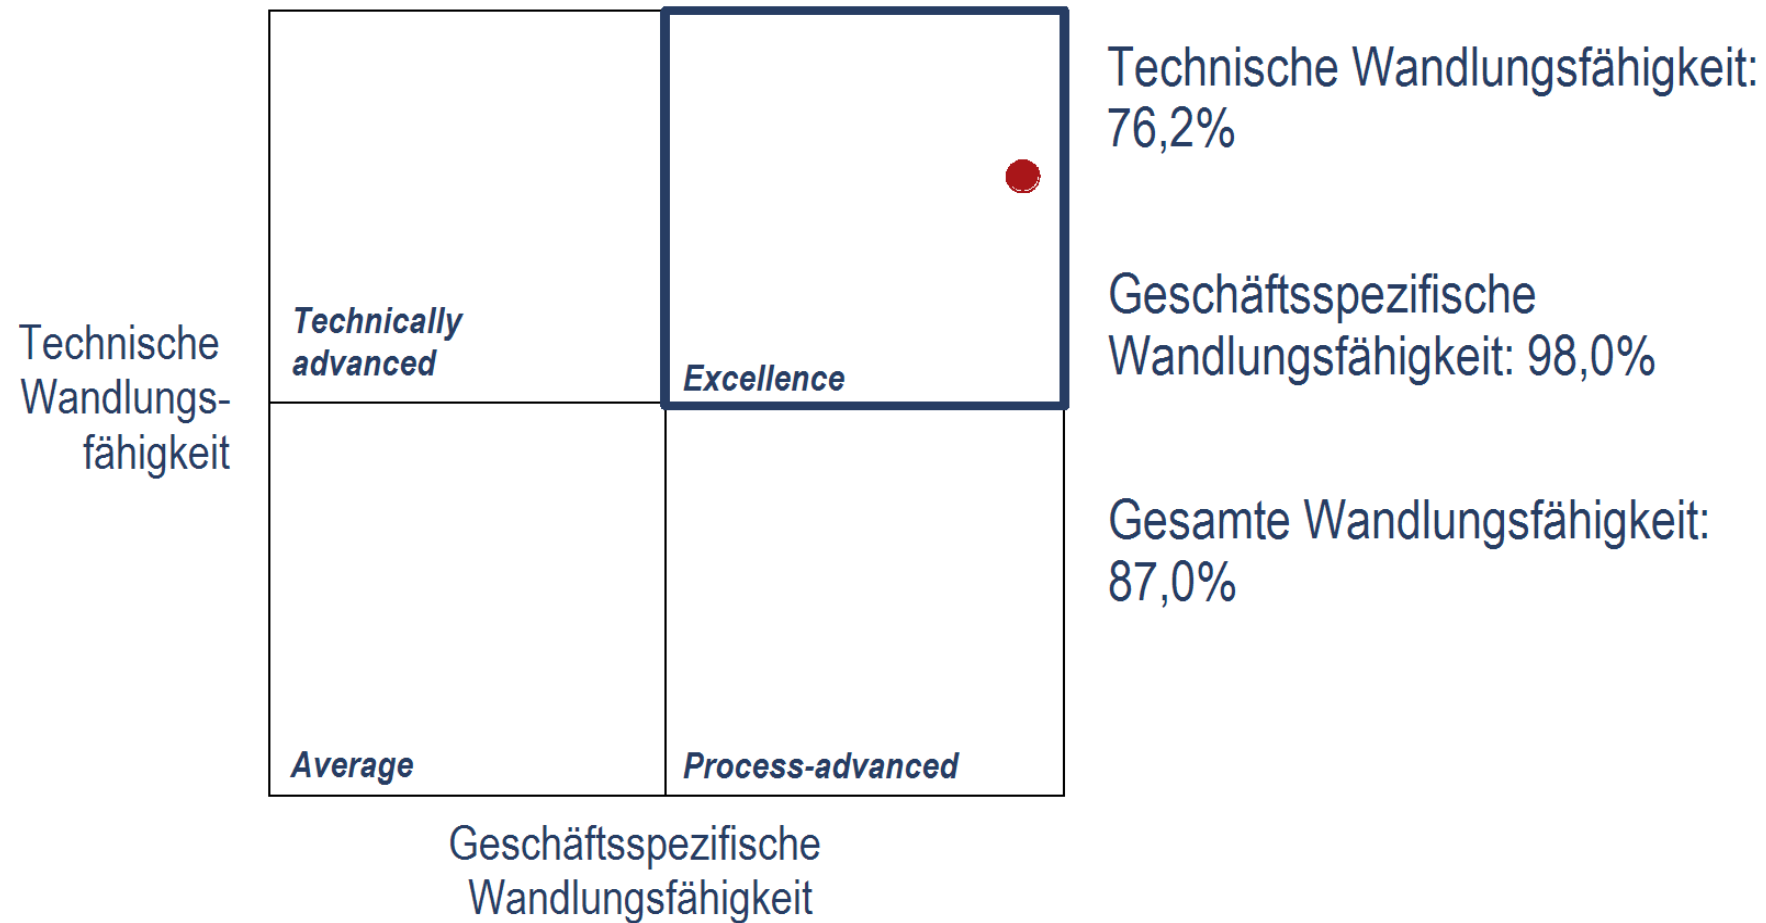 Technische Wandlungsfähigkeit:
76,2%
Geschäftsspezifische
Wandlungsfähigkeit: 98,0%
Gesamte Wandlungsfähigkeit:
87,0%
Technische
Wandlungs-
fähigkeit
Technically
advanced
Excellence
Average
Process-advanced
Geschäftsspezifische
Wandlungsfähigkeit